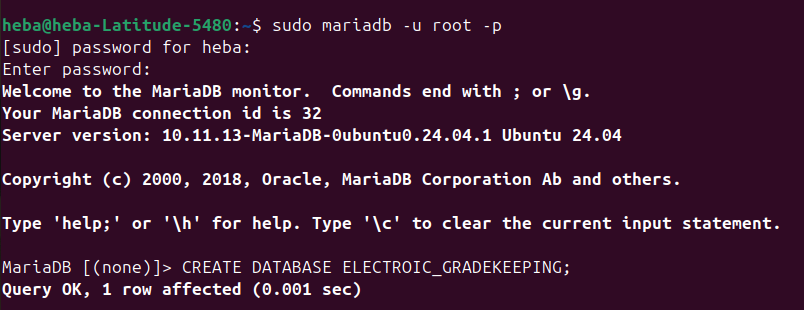 heba@heba-Latitude-5480:~$ sudo mariadb -u root -p
[sudo] password for heba:
Enter password:
Welcome to the MariaDB monitor.  Commands end with ; or \g.
Your MariaDB connection id is 32
Server version: 10.11.13-MariaDB-0ubuntu0.24.04.1 Ubuntu 24.04
Copyright (c) 2000, 2018, Oracle, MariaDB Corporation Ab and others.
Type 'help;' or '\h' for help. Type '\c' to clear the current input statement.
MariaDB [(none)]> CREATE DATABASE ELECTROIC_GRADEKEEPING;
Query OK, 1 row affected (0.001 sec)